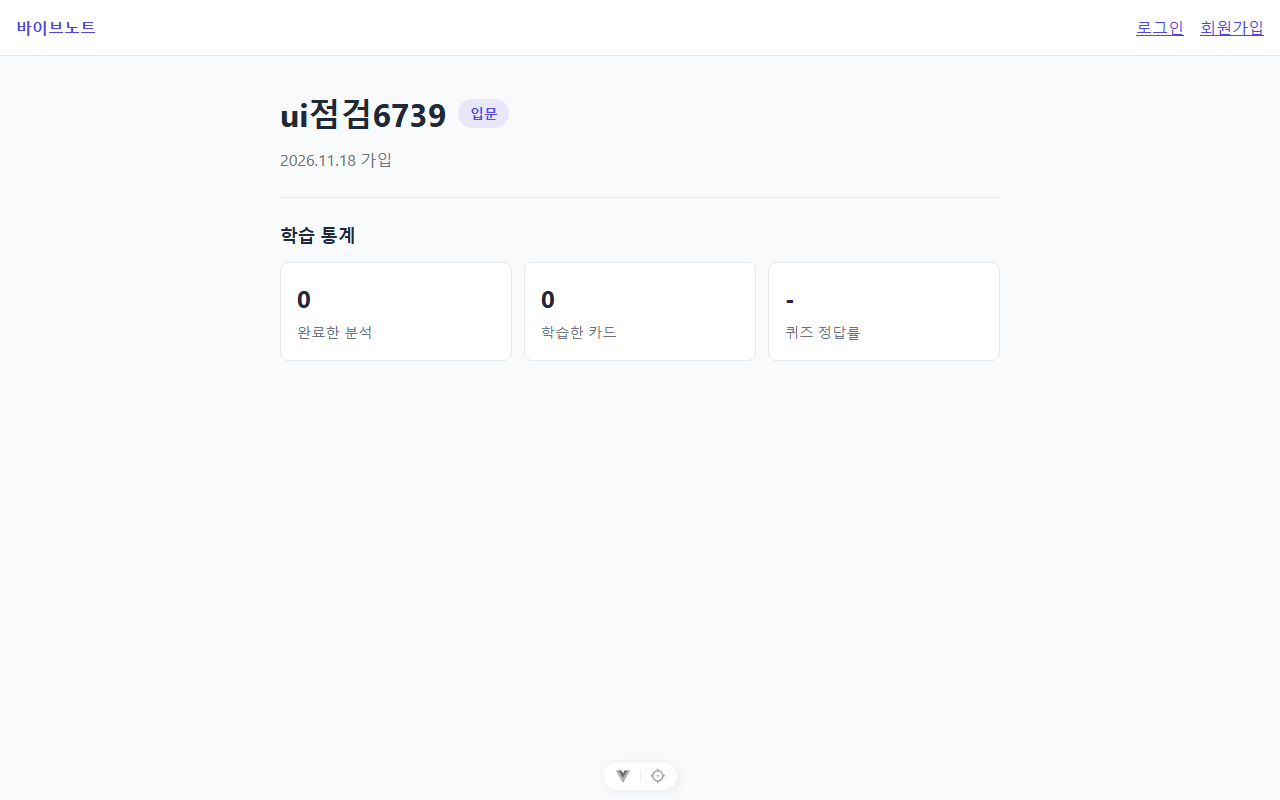 바이브노트
로그인 회원가입
ui점검6739 입문
2026.11.18 가입
학습 통계
0
완료한 분석
0
학습한 카드
-
퀴즈 정답률